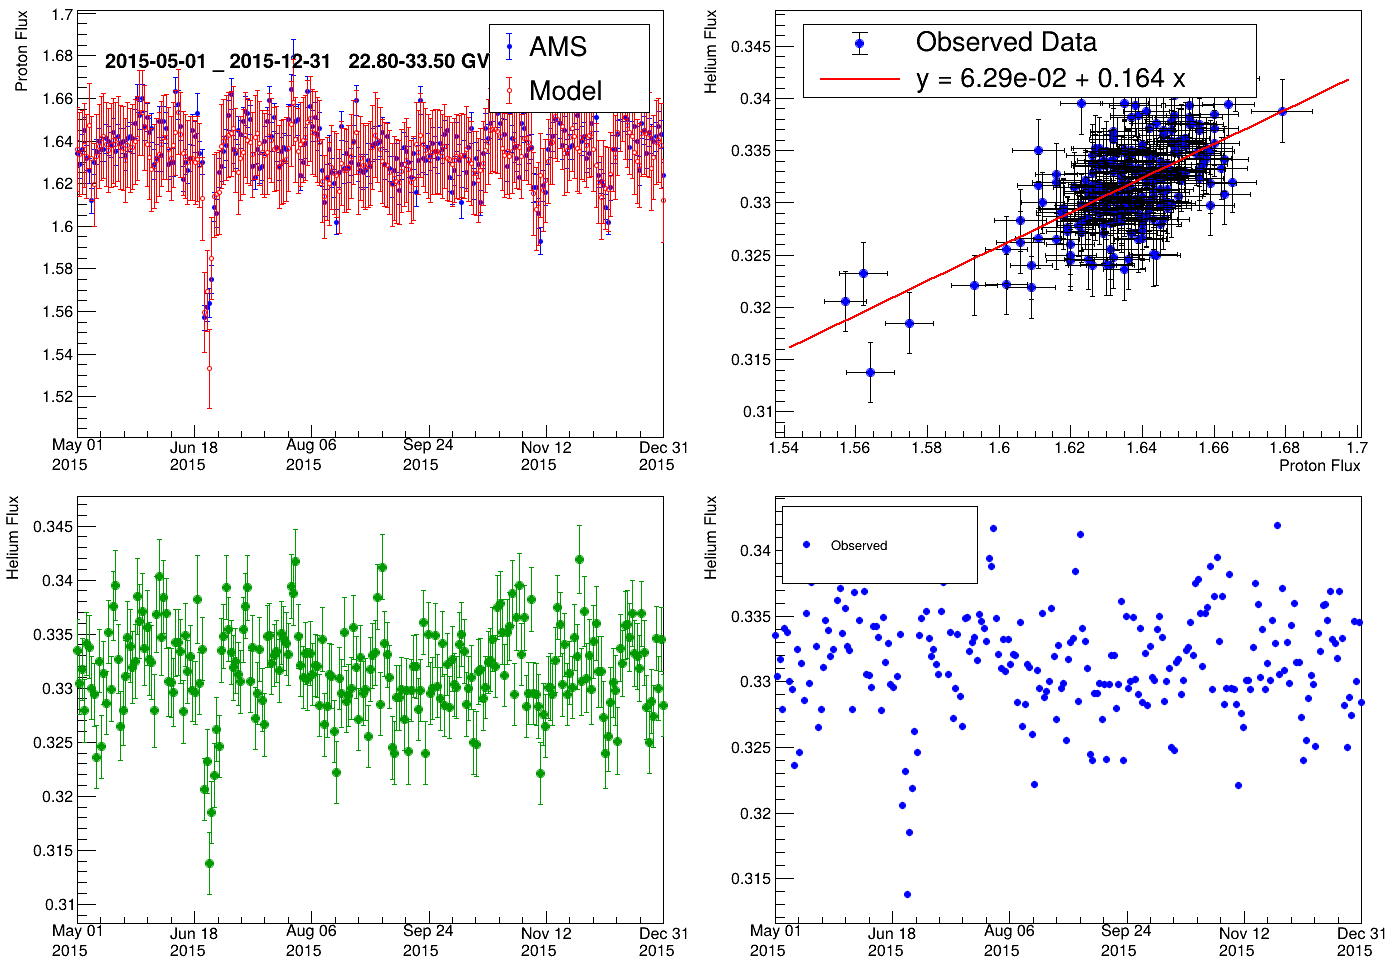 Proton Flux
1.7
1.68
1.66
1.64
1.62
1.6
1.58
1.56
1.54
1.52
2015-05-01 _ 2015-12-31 22.80-33.50 GV
AMS
Model
May 01
2015
Jun 18
2015
Aug 06
2015
Sep 24
2015
Nov 12
2015
Dec 31
2015
Helium Flux
0.345
0.34
0.335
0.33
0.325
0.32
0.315
0.31
Observed Data
y = 6.29e-02 + 0.164 x
1.54
1.56
1.58
1.6
1.62
1.64
1.66
1.68
1.7
Proton Flux
Helium Flux
0.345
0.34
0.335
0.33
0.325
0.32
0.315
0.31
May 01
2015
Jun 18
2015
Aug 06
2015
Sep 24
2015
Nov 12
2015
Dec 31
2015
Helium Flux
0.34
0.335
0.33
0.325
0.32
0.315
Observed
May 01
2015
Jun 18
2015
Aug 06
2015
Sep 24
2015
Nov 12
2015
Dec 31
2015